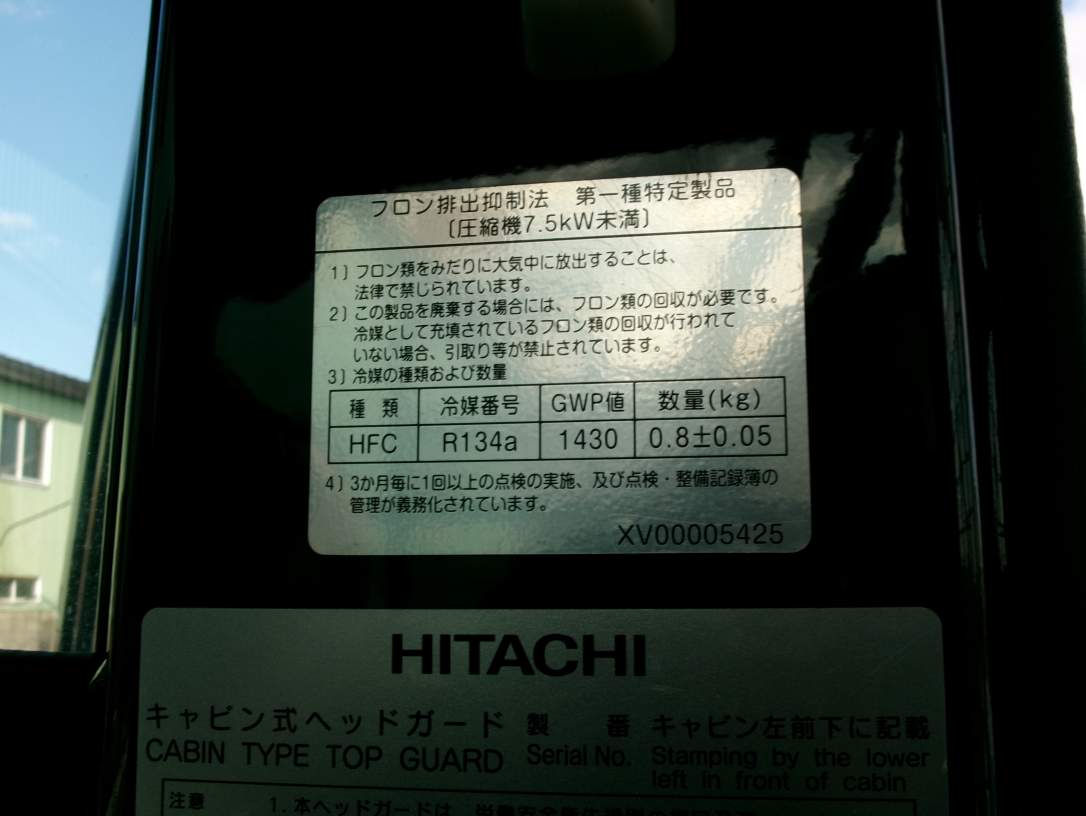 フロン排出抑制法　第一種特定製品
〔圧縮機7.5kW未満〕
1) フロン類をみだりに大気中に放出することは、
法律で禁じられています。
2) この製品を廃棄する場合には、フロン類の回収が必要です。
冷媒として充填されているフロン類の回収が行われて
いない場合、引取り等が禁止されています。
3) 冷媒の種類および数量
種 類 冷媒番号 GWP値 数量(kg)
HFC R134a 1430 0.8±0.05
4) 3か月毎に1回以上の点検の実施、及び点検・整備記録簿の
管理が義務化されています。
XV00005425
HITACHI
キャビン式ヘッドガード 製 番 キャビン左前下に記載
CABIN TYPE TOP GUARD Serial No. Stamping by the lower
left in front of cabin
注意 1. 本ヘッドガードは